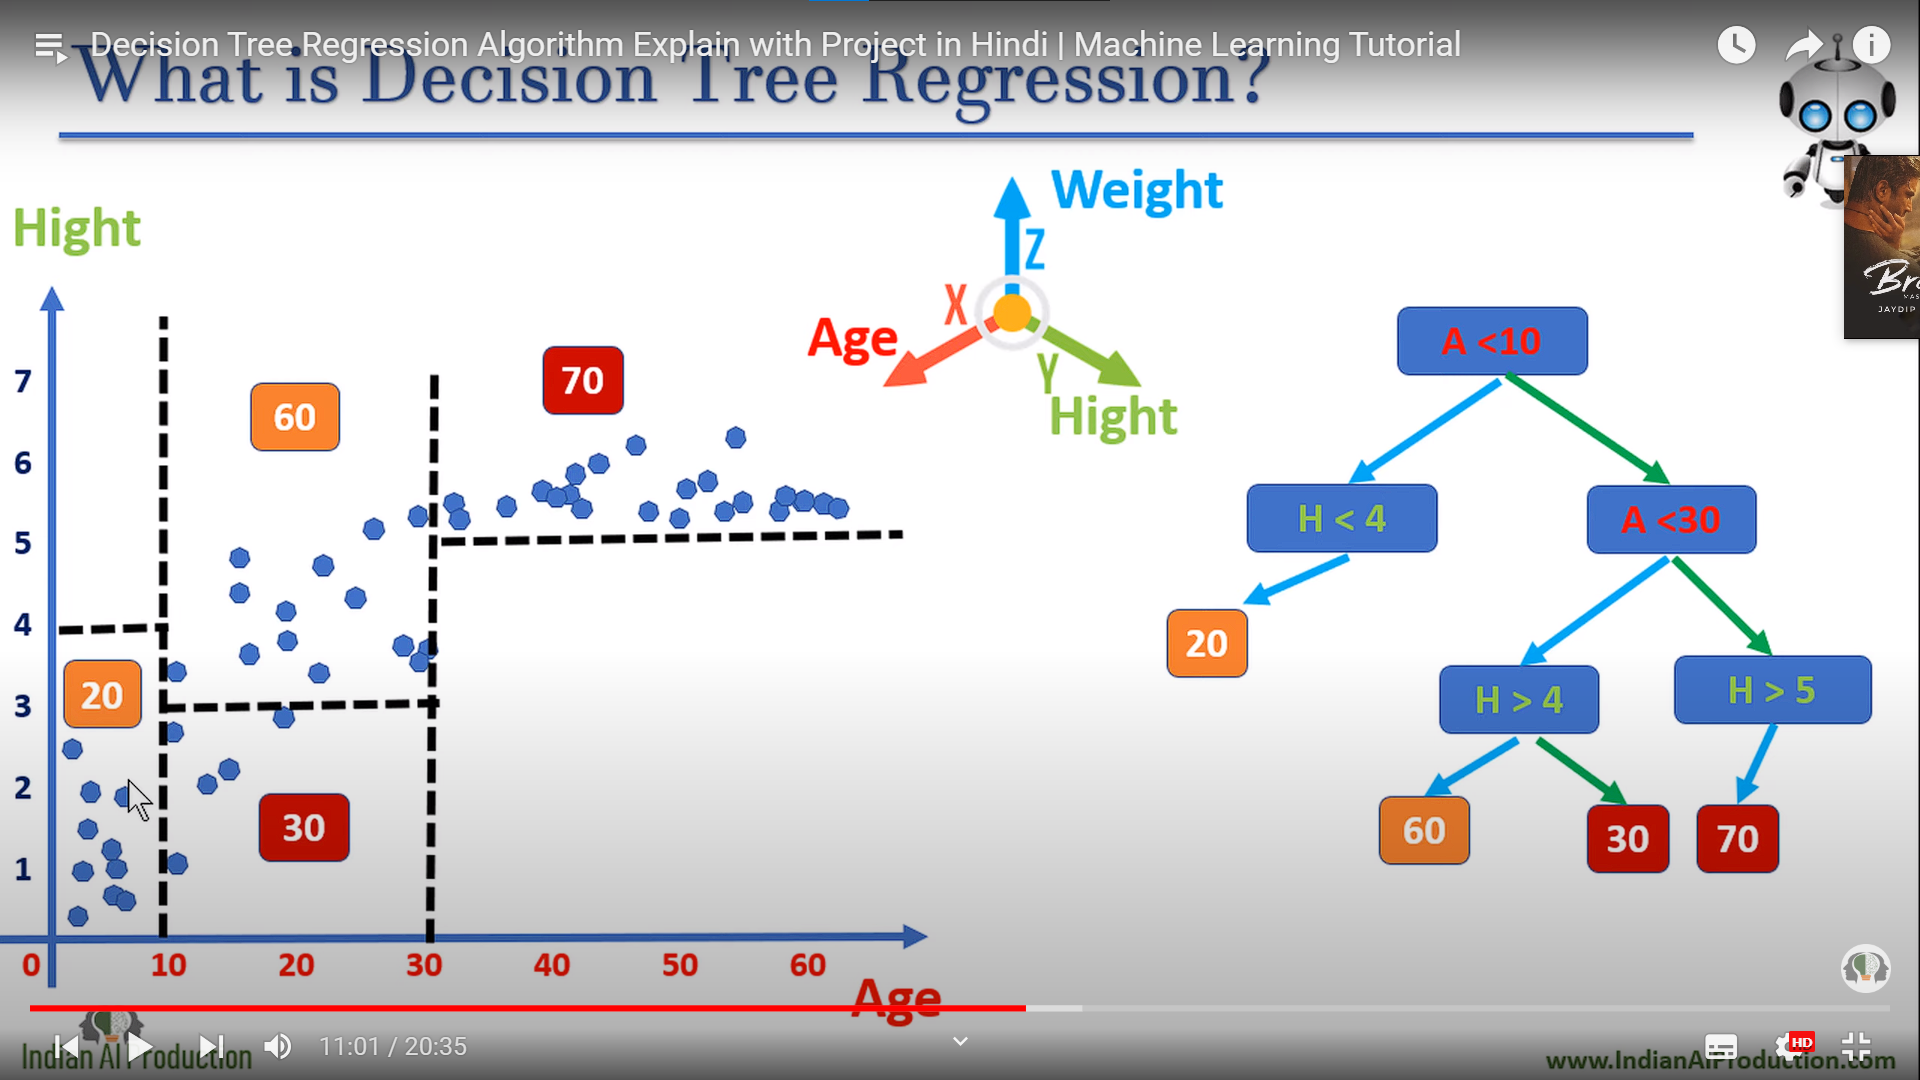 Decision Tree Regression Algorithm Explain with Project in Hindi | Machine Learning Tutorial
What is Decision Tree Regression?
Hight
7
6
5
4
3
2
1
0
10
20
30
40
50
60
Age
60
70
20
30
Weight
Z
X
Age
Y
Hight
A <10
H < 4
A <30
20
H > 4
H > 5
60
30
70
JAYDIP
11:01 / 20:35
HD
Indian AI Production
www.IndianAIProduction.com